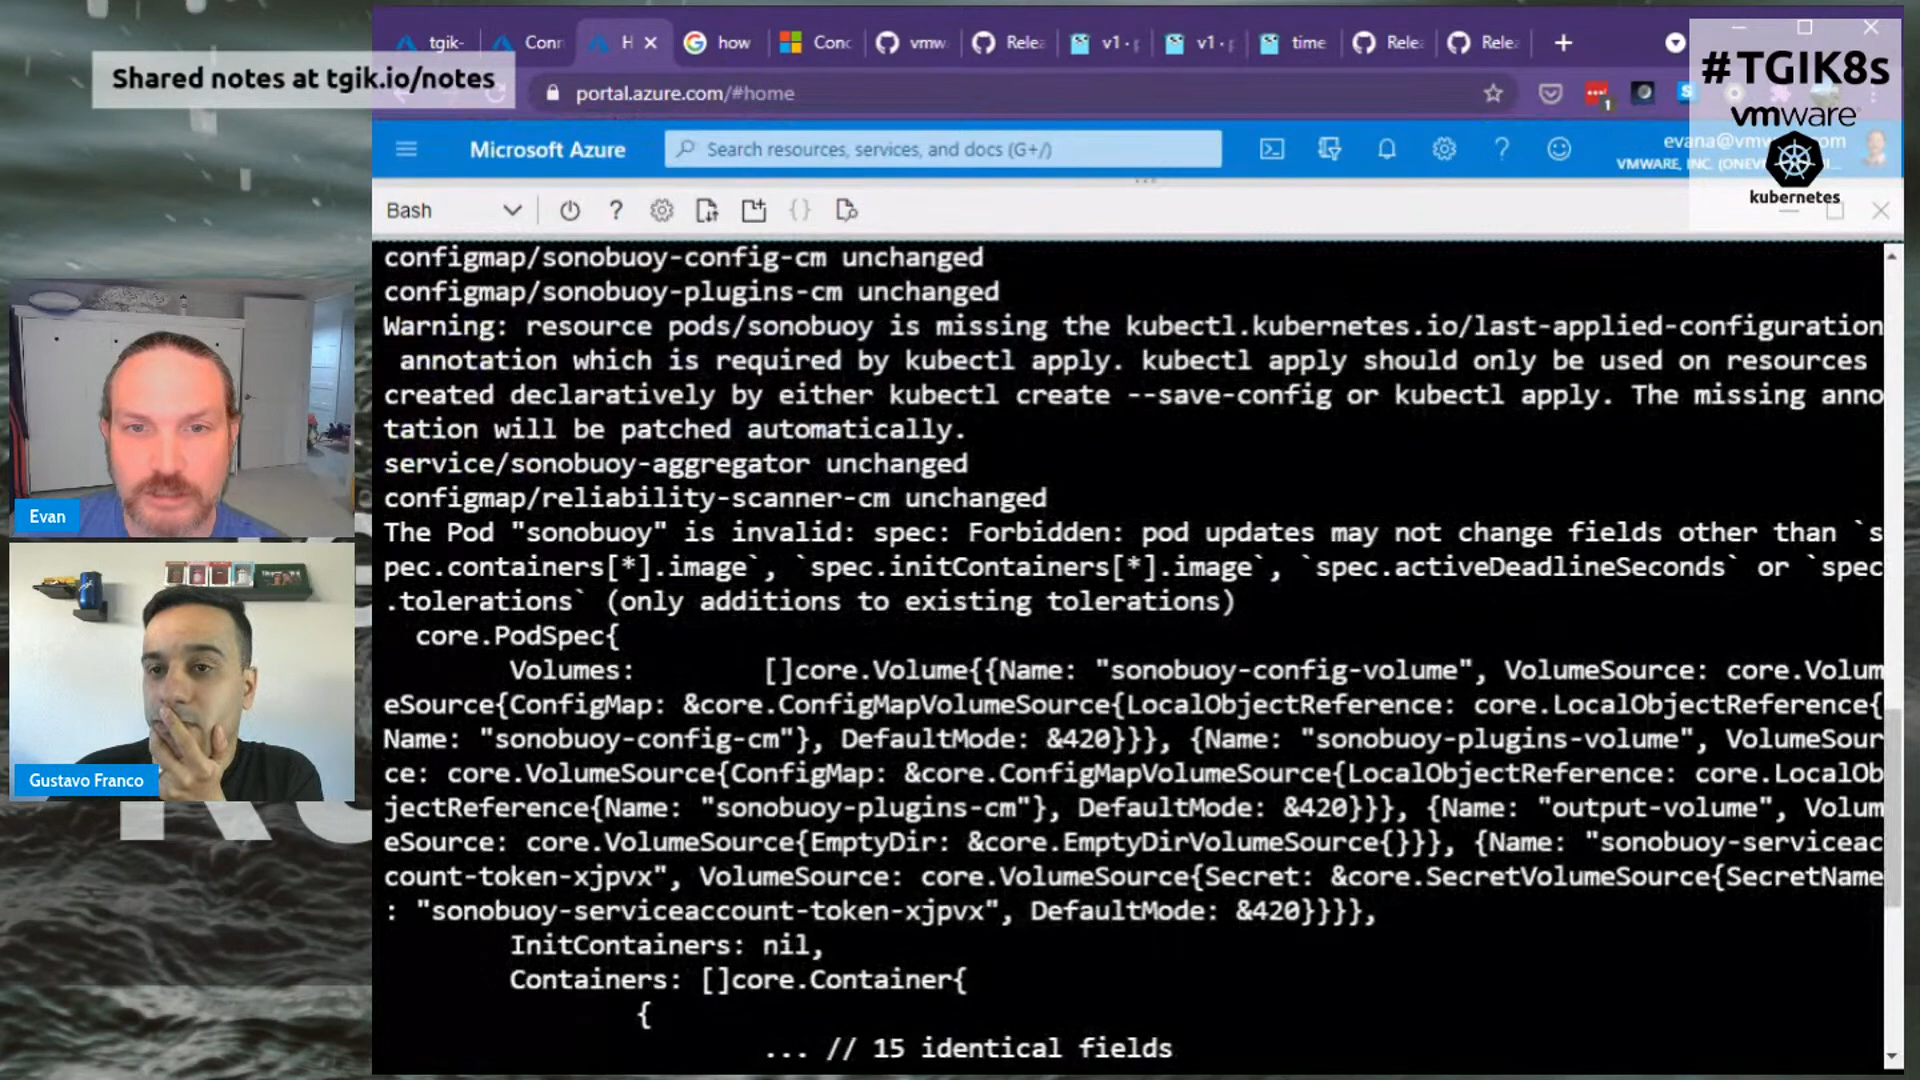 Shared notes at tgik.io/notes
tgik-
Conn
H
how
Conc
vmw
Relea
v1 · p
v1 · p
time
Relea
Relea
#TGIK8s
vmware
kubernetes
portal.azure.com/#home
1
Microsoft Azure
Search resources, services, and docs (G+/)
VMWARE, INC.
Bash
configmap/sonobuoy-config-cm unchanged
configmap/sonobuoy-plugins-cm unchanged
Warning: resource pods/sonobuoy is missing the kubectl.kubernetes.io/last-applied-configuration
annotation which is required by kubectl apply. kubectl apply should only be used on resources
created declaratively by either kubectl create --save-config or kubectl apply. The missing anno
tation will be patched automatically.
service/sonobuoy-aggregator unchanged
configmap/reliability-scanner-cm unchanged
The Pod "sonobuoy" is invalid: spec: Forbidden: pod updates may not change fields other than `s
pec.containers[*].image`, `spec.initContainers[*].image`, `spec.activeDeadlineSeconds` or `spec
.tolerations` (only additions to existing tolerations)
core.PodSpec{
Volumes: []core.Volume{{Name: "sonobuoy-config-volume", VolumeSource: core.Volum
eSource{ConfigMap: &core.ConfigMapVolumeSource{LocalObjectReference: core.LocalObjectReference{
Name: "sonobuoy-config-cm"}, DefaultMode: &420}}}, {Name: "sonobuoy-plugins-volume", VolumeSour
ce: core.VolumeSource{ConfigMap: &core.ConfigMapVolumeSource{LocalObjectReference: core.LocalOb
jectReference{Name: "sonobuoy-plugins-cm"}, DefaultMode: &420}}}, {Name: "output-volume", Volum
eSource: core.VolumeSource{EmptyDir: &core.EmptyDirVolumeSource{}}}, {Name: "sonobuoy-serviceac
count-token-xjpvx", VolumeSource: core.VolumeSource{Secret: &core.SecretVolumeSource{SecretName
: "sonobuoy-serviceaccount-token-xjpvx", DefaultMode: &420}}}},
InitContainers: nil,
Containers: []core.Container{
{
... // 15 identical fields
Evan
Gustavo Franco